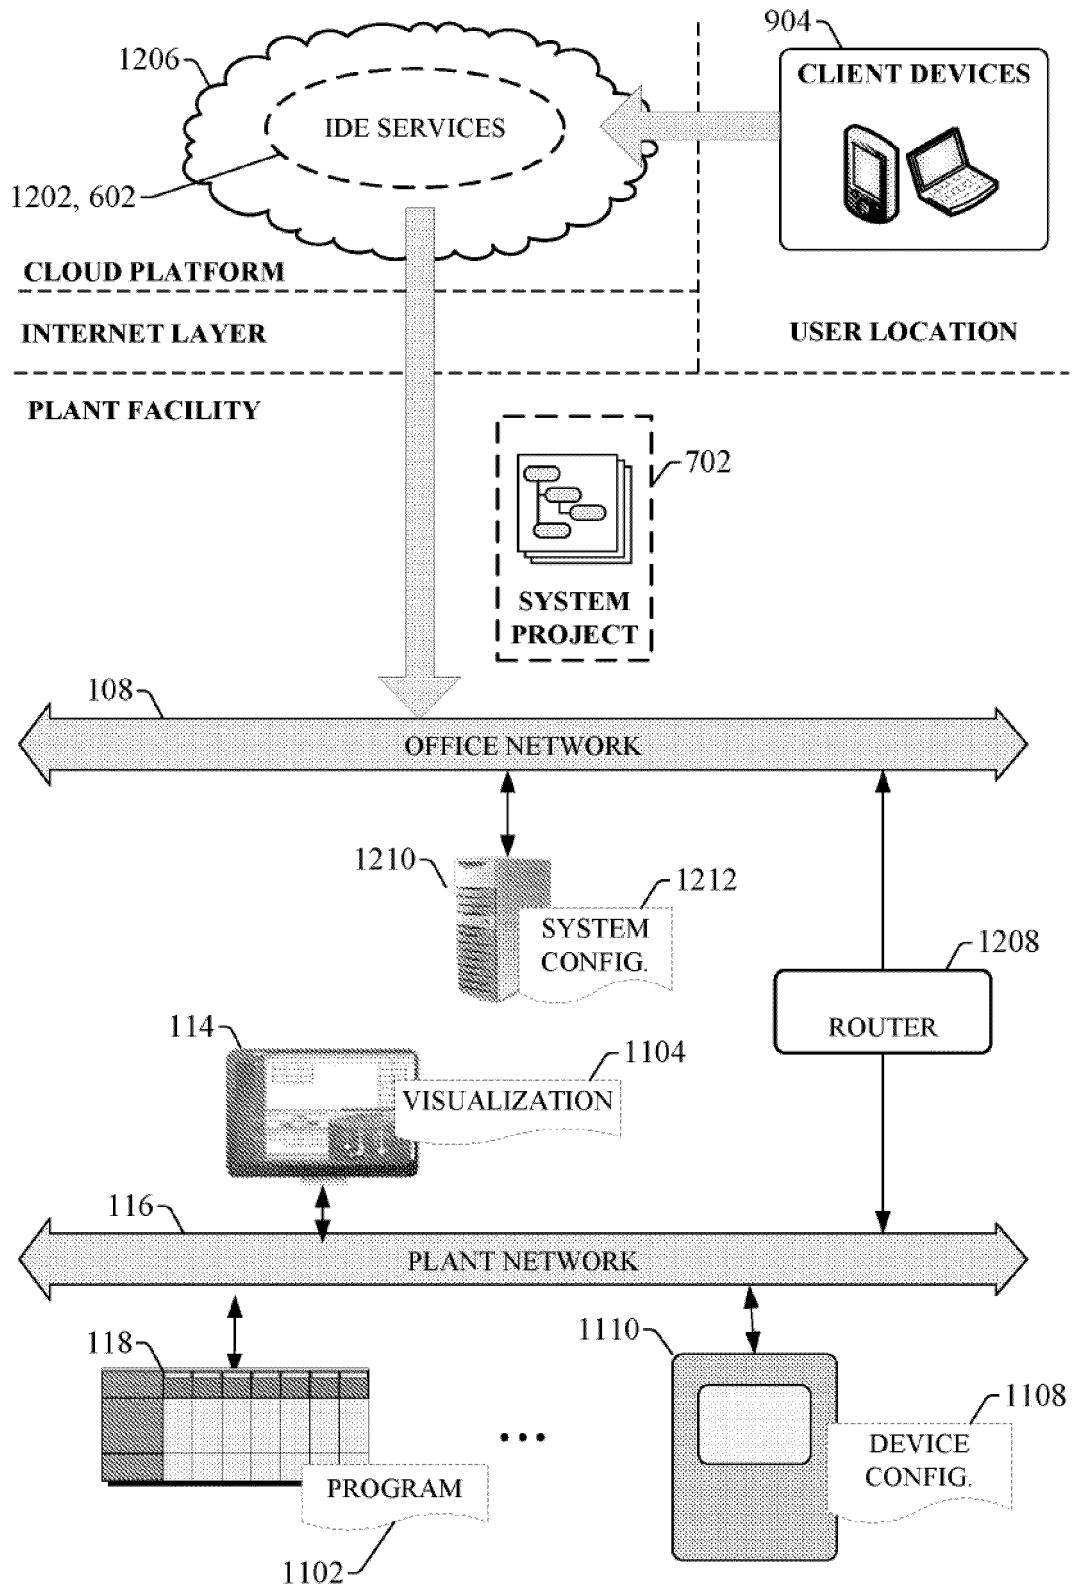 1206
904
CLIENT DEVICES
IDE SERVICES
1202, 602
CLOUD PLATFORM
INTERNET LAYER
USER LOCATION
PLANT FACILITY
702
SYSTEM
PROJECT
108
OFFICE NETWORK
1210
1212
SYSTEM
CONFIG.
1208
ROUTER
114
1104
VISUALIZATION
116
PLANT NETWORK
118
1110
1108
DEVICE
CONFIG.
PROGRAM
1102